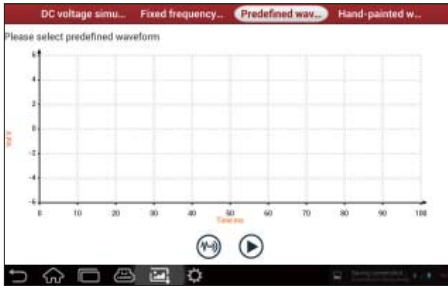 DC voltage simu... Fixed frequency... Predefined wav... Hand-painted w...
Please select predefined waveform
6
4
2
0
-2
-4
-6
0 10 20 30 40 50 60 70 80 90 100
Time:ms